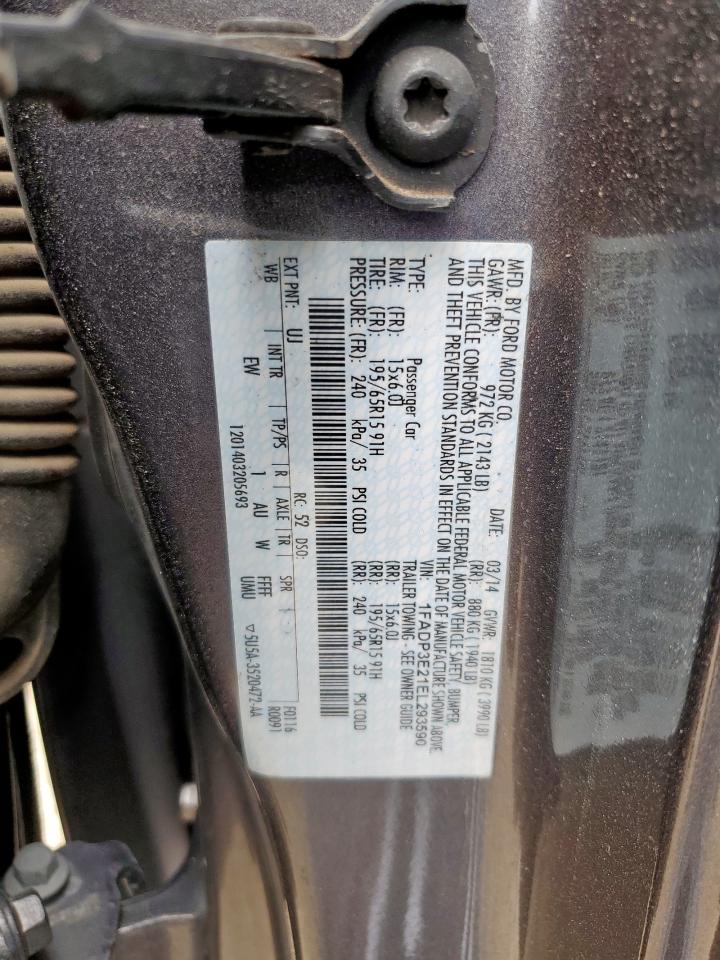 MFD. BY FORD MOTOR CO. DATE: 03/14 GVWR: 1810 KG ( 3990 LB)
GAWR: (FR): 972 KG ( 2143 LB) (RR): 880 KG ( 1940 LB)
THIS VEHICLE CONFORMS TO ALL APPLICABLE FEDERAL MOTOR VEHICLE SAFETY, BUMPER
AND THEFT PREVENTION STANDARDS IN EFFECT ON THE DATE OF MANUFACTURE SHOWN ABOVE.
VIN: 1FADP3E21EL293590
TYPE: Passenger Car TRAILER TOWING - SEE OWNER GUIDE
RIM: (FR): 15x6.0J (RR): 15x6.0J
TIRE: (FR): 195/65R15 91H (RR): 195/65R15 91H
PRESSURE: (FR): 240 kPa/ 35 PSI COLD (RR): 240 kPa/ 35 PSI COLD
RC: 52 DSO: F0116
EXT PNT: UJ R0091
WB INT TR TP/PS R AXLE TR SPR
EW 1 AU W FFFF
1201403205693 UMU ▽5U5A-3520472-AA